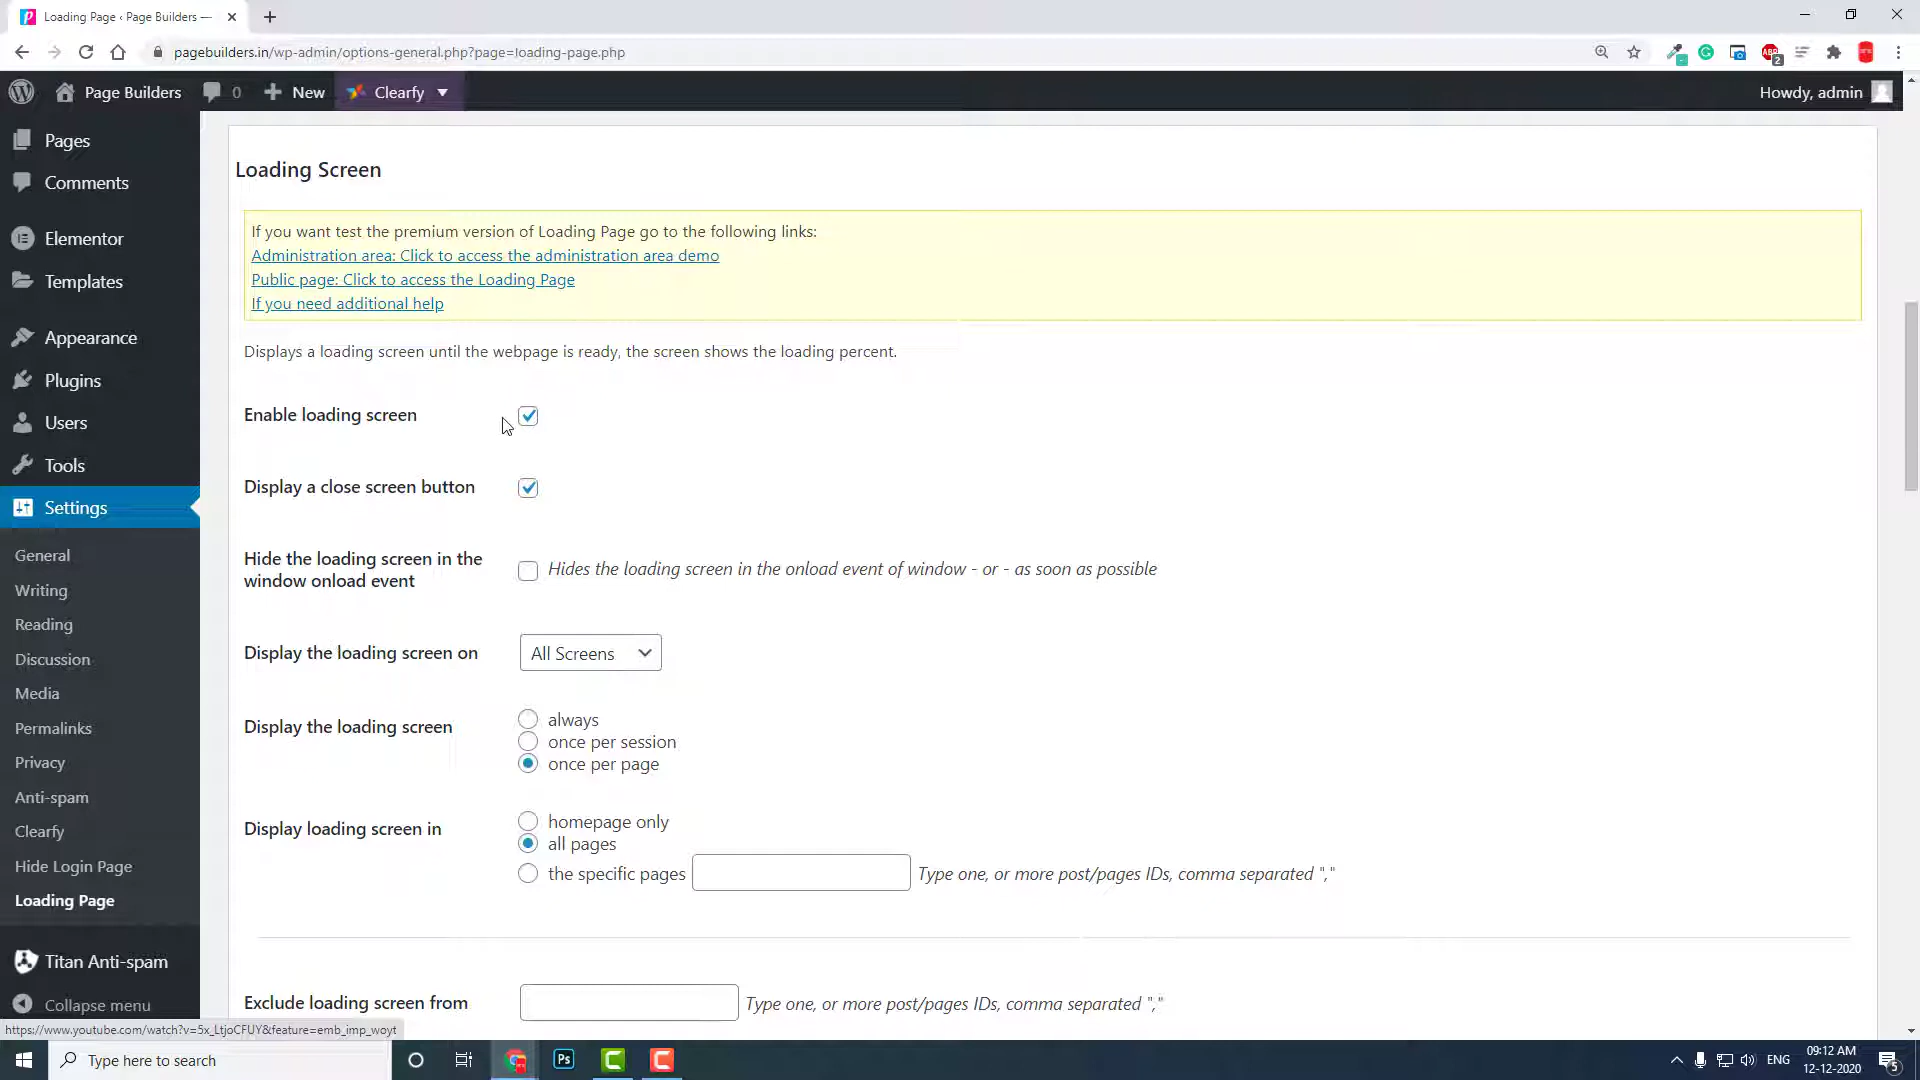 Loading Page ‹ Page Builders —
pagebuilders.in/wp-admin/options-general.php?page=loading-page.php
ABP
2
Page Builders
0
New
Clearfy
Howdy, admin
Pages
Comments
Elementor
Templates
Appearance
Plugins
Users
Tools
Settings
General
Writing
Reading
Discussion
Media
Permalinks
Privacy
Anti-spam
Clearfy
Hide Login Page
Loading Page
Titan Anti-spam
Collapse menu
Loading Screen
If you want test the premium version of Loading Page go to the following links:
Administration area: Click to access the administration area demo
Public page: Click to access the Loading Page
If you need additional help
Displays a loading screen until the webpage is ready, the screen shows the loading percent.
Enable loading screen
Display a close screen button
Hide the loading screen in the
window onload event
Hides the loading screen in the onload event of window - or - as soon as possible
Display the loading screen on
All Screens
Display the loading screen
always
once per session
once per page
Display loading screen in
homepage only
all pages
the specific pages
Type one, or more post/pages IDs, comma separated ","
Exclude loading screen from
Type one, or more post/pages IDs, comma separated ","
https://www.youtube.com/watch?v=5x_LtjoCFUY&feature=emb_imp_woyt
Type here to search
Ps
ENG
09:12 AM
12-12-2020
5